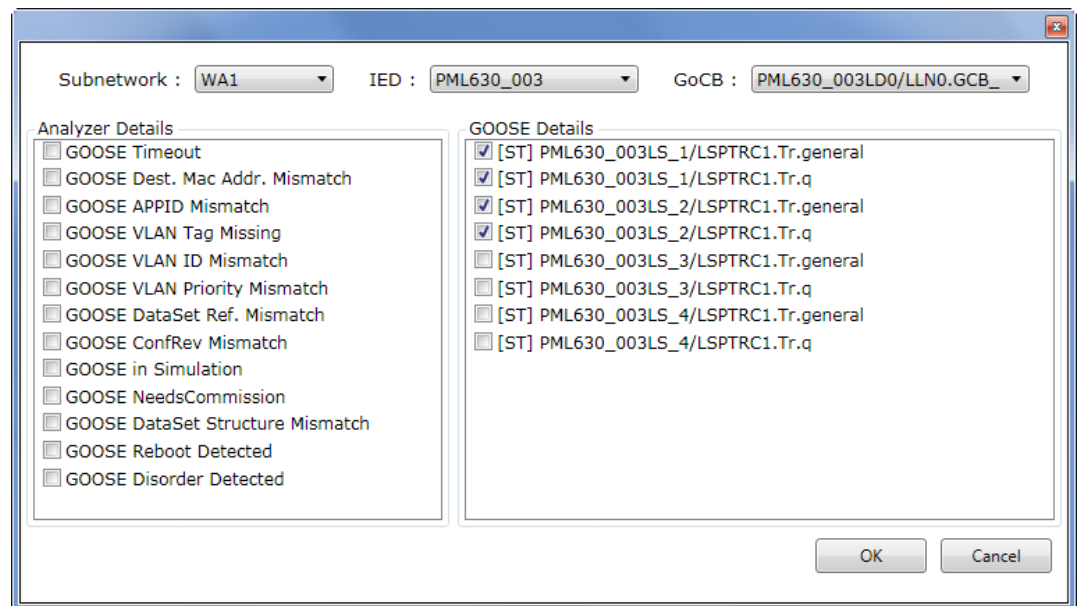 Subnetwork : WA1 IED : PML630_003 GoCB : PML630_003LD0/LLN0.GCB_
Analyzer Details
GOOSE Timeout
GOOSE Dest. Mac Addr. Mismatch
GOOSE APPID Mismatch
GOOSE VLAN Tag Missing
GOOSE VLAN ID Mismatch
GOOSE VLAN Priority Mismatch
GOOSE DataSet Ref. Mismatch
GOOSE ConfRev Mismatch
GOOSE in Simulation
GOOSE NeedsCommission
GOOSE DataSet Structure Mismatch
GOOSE Reboot Detected
GOOSE Disorder Detected
GOOSE Details
[ST] PML630_003LS_1/LSPTRC1.Tr.general
[ST] PML630_003LS_1/LSPTRC1.Tr.q
[ST] PML630_003LS_2/LSPTRC1.Tr.general
[ST] PML630_003LS_2/LSPTRC1.Tr.q
[ST] PML630_003LS_3/LSPTRC1.Tr.general
[ST] PML630_003LS_3/LSPTRC1.Tr.q
[ST] PML630_003LS_4/LSPTRC1.Tr.general
[ST] PML630_003LS_4/LSPTRC1.Tr.q
OK Cancel